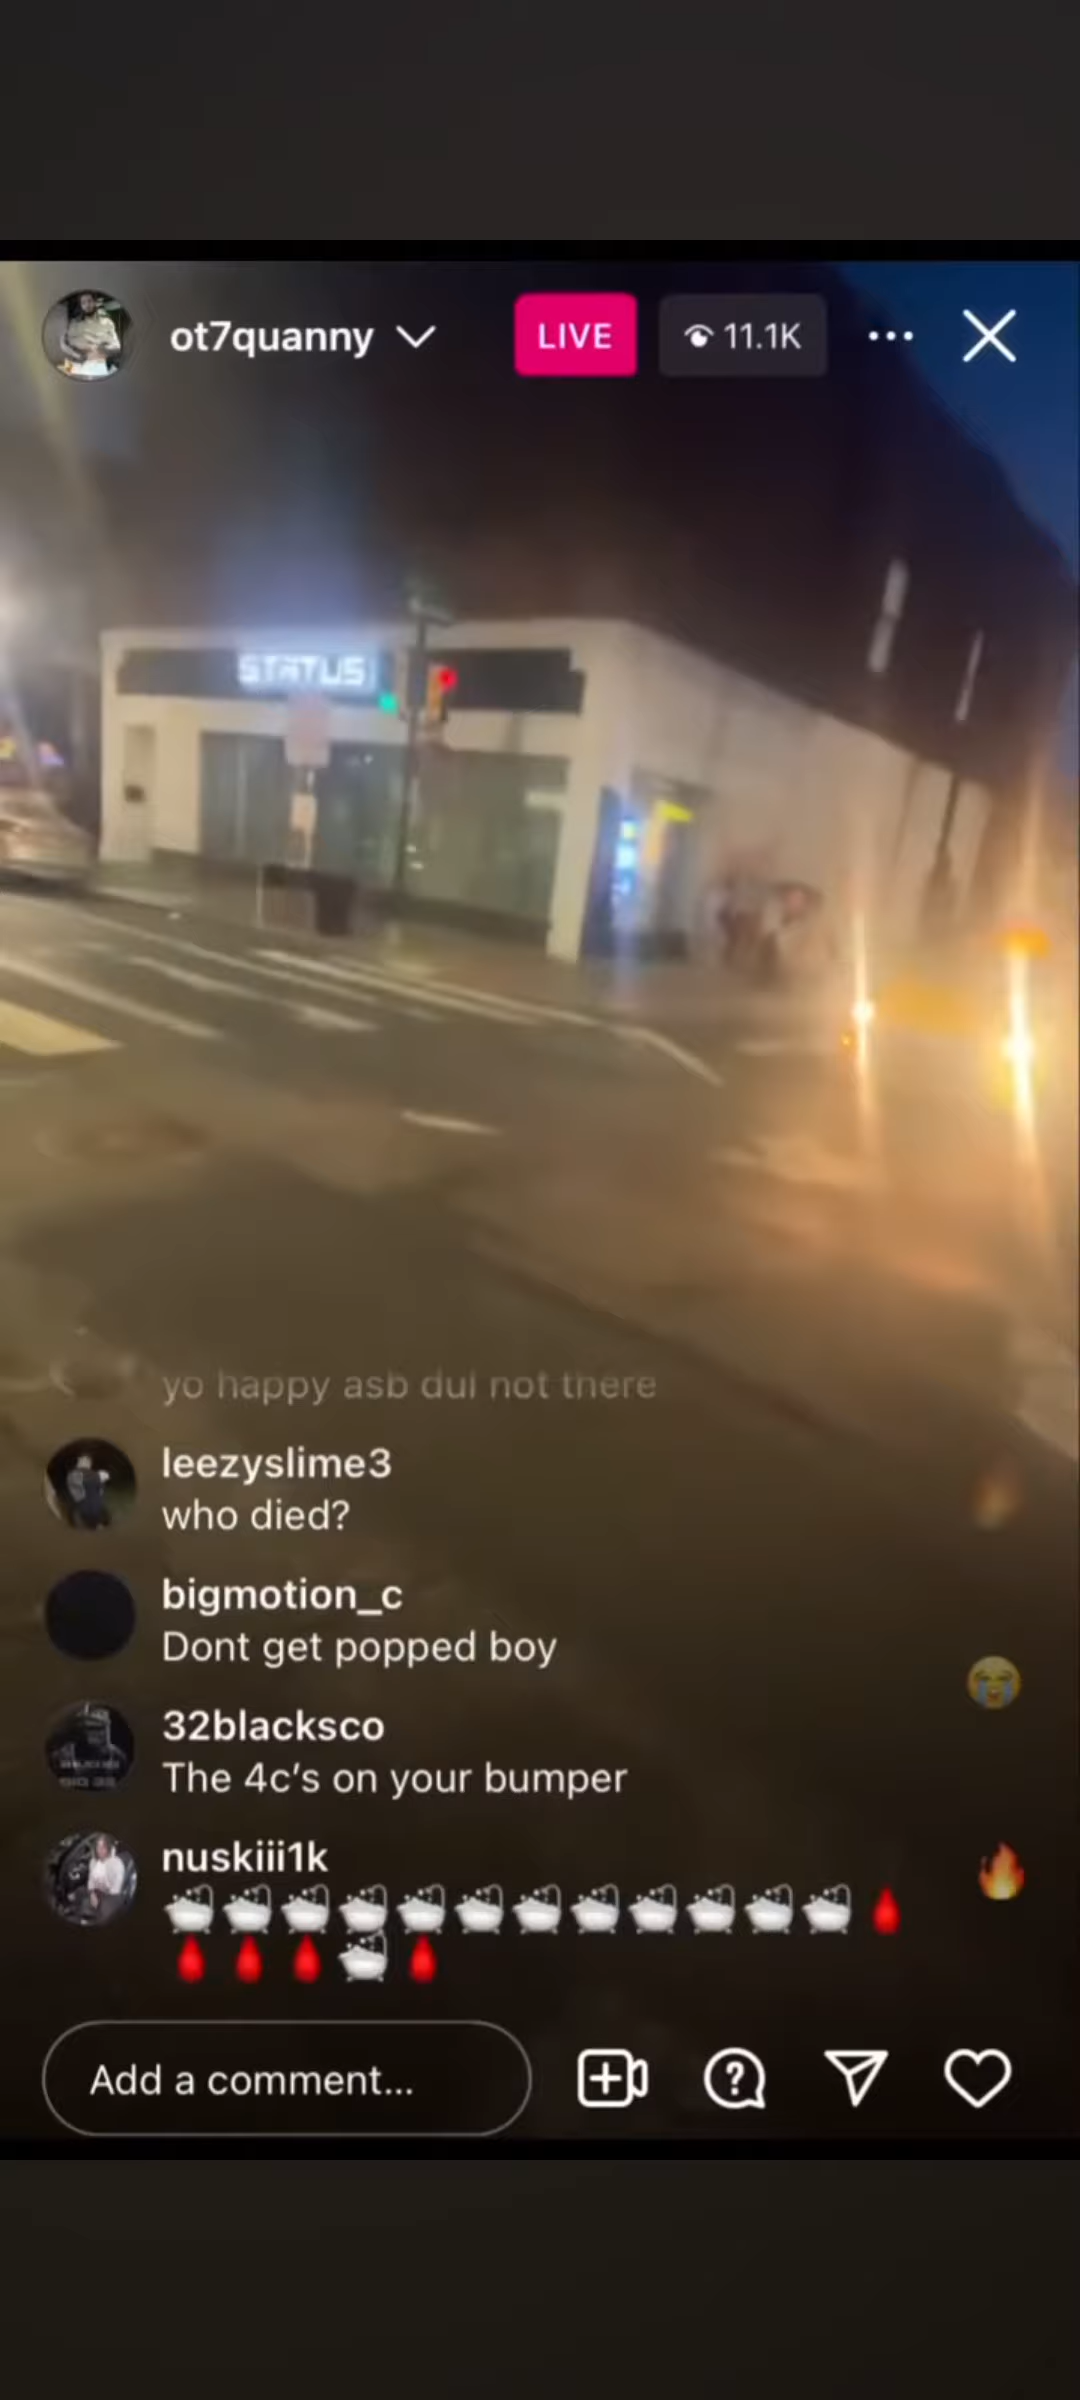 ot7quanny
LIVE
11.1K
STATUS
yo happy asb dul not there
leezyslime3
who died?
bigmotion_c
Dont get popped boy
32blacksco
The 4c's on your bumper
nuskiii1k
🛁🛁🛁🛁🛁🛁🛁🛁🛁🛁🛁🛁🩸
🩸🩸🩸🛁🩸
Add a comment...